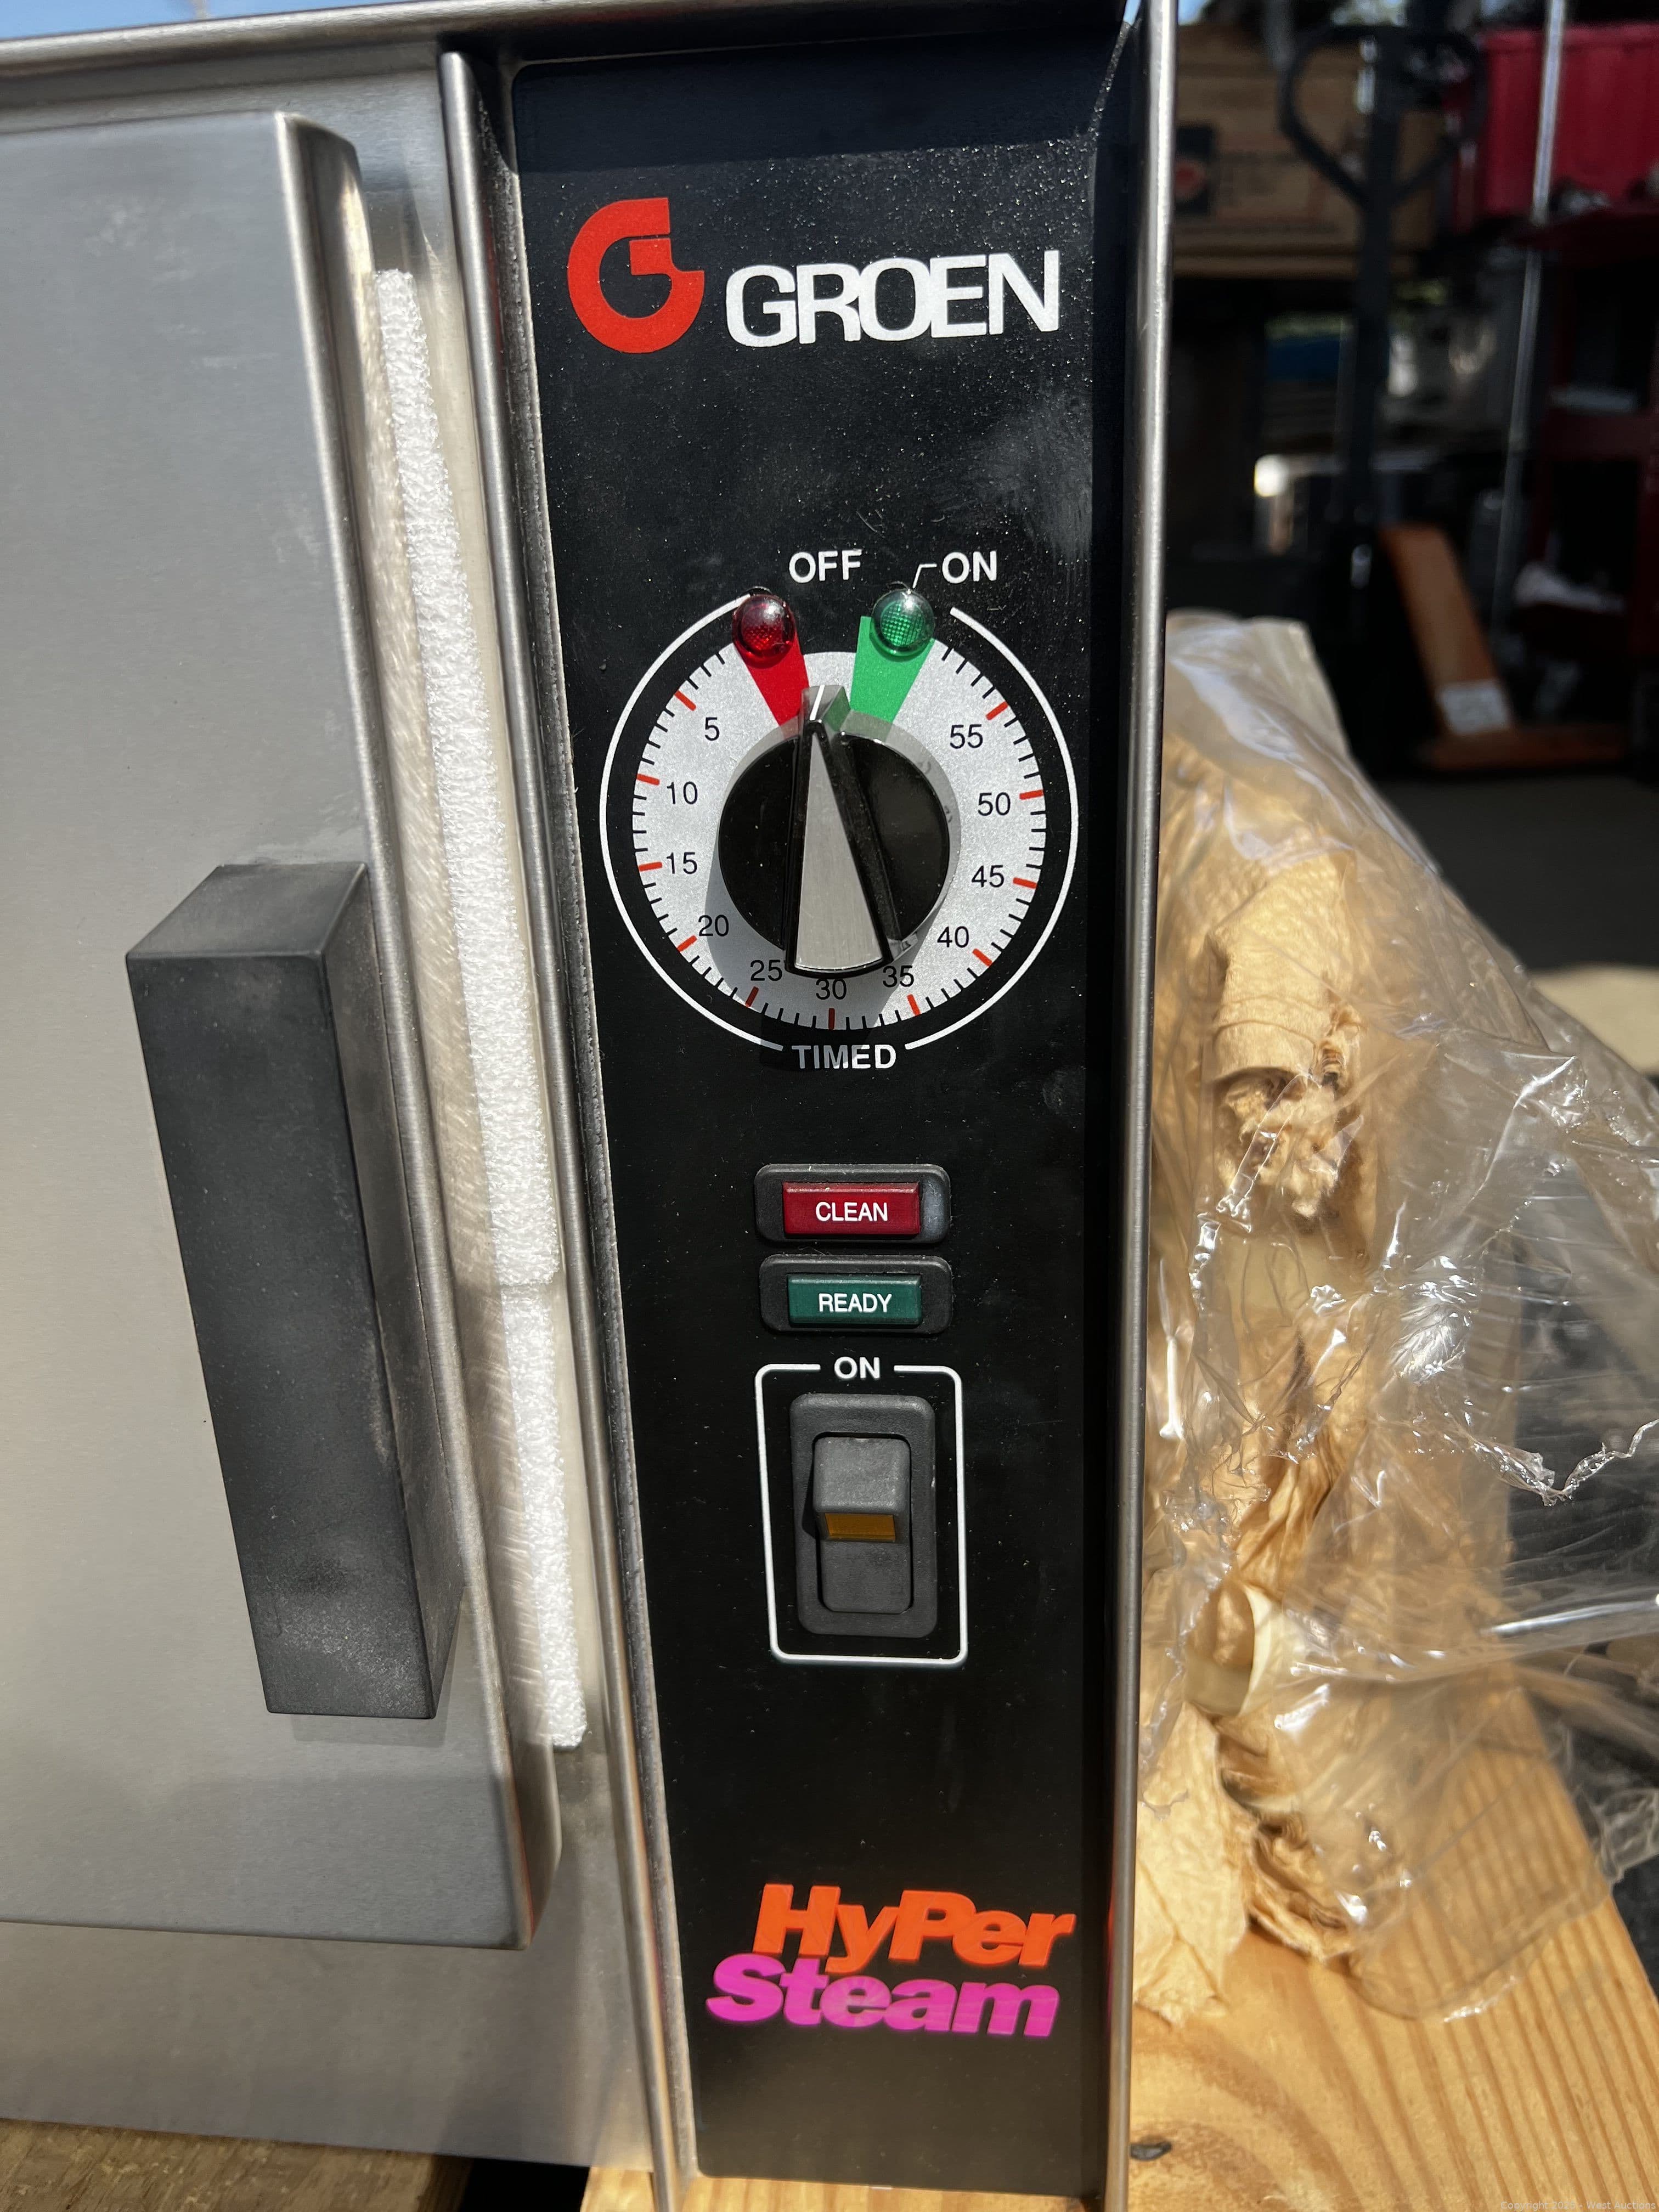 GROEN
OFF ON
5 55
10 50
15 45
20 40
25 30 35
TIMED
CLEAN
READY
ON
HyPer
Steam